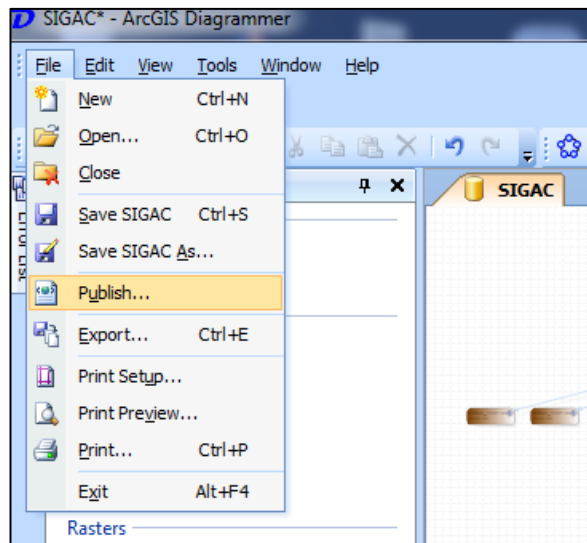 SIGAC* - ArcGIS Diagrammer
File Edit View Tools Window Help
New Ctrl+N
Open... Ctrl+O
Close
Save SIGAC Ctrl+S
Save SIGAC As...
Publish...
Export... Ctrl+E
Print Setup...
Print Preview...
Print... Ctrl+P
Exit Alt+F4
Rasters
SIGAC